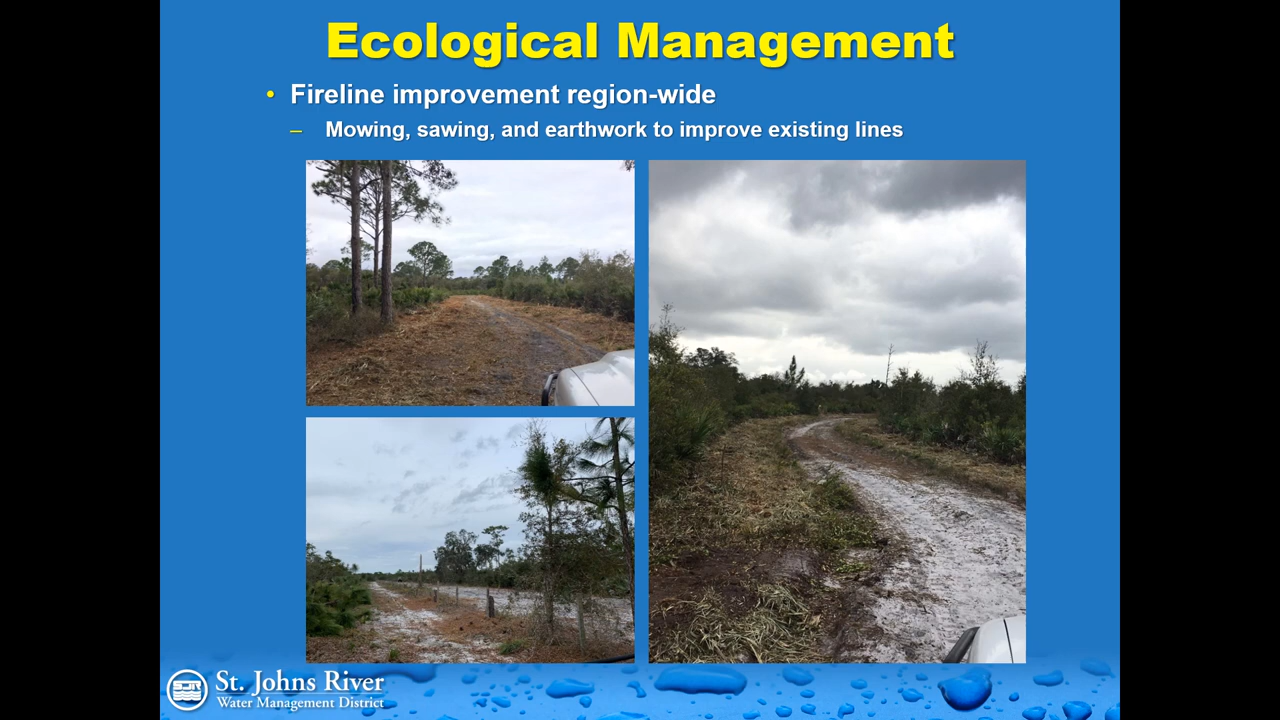 Ecological Management
• Fireline improvement region-wide
– Mowing, sawing, and earthwork to improve existing lines
St. Johns River
Water Management District